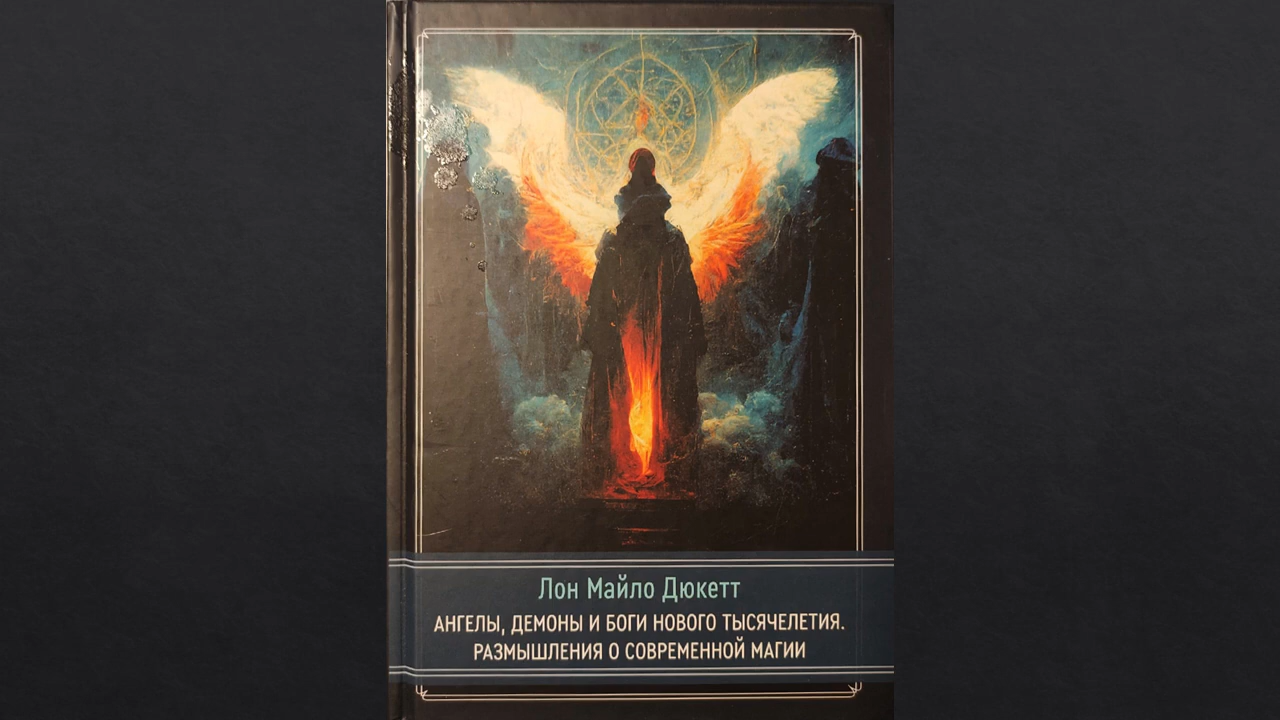 Лон Майло Дюкетт
АНГЕЛЫ, ДЕМОНЫ И БОГИ НОВОГО ТЫСЯЧЕЛЕТИЯ.
РАЗМЫШЛЕНИЯ О СОВРЕМЕННОЙ МАГИИ